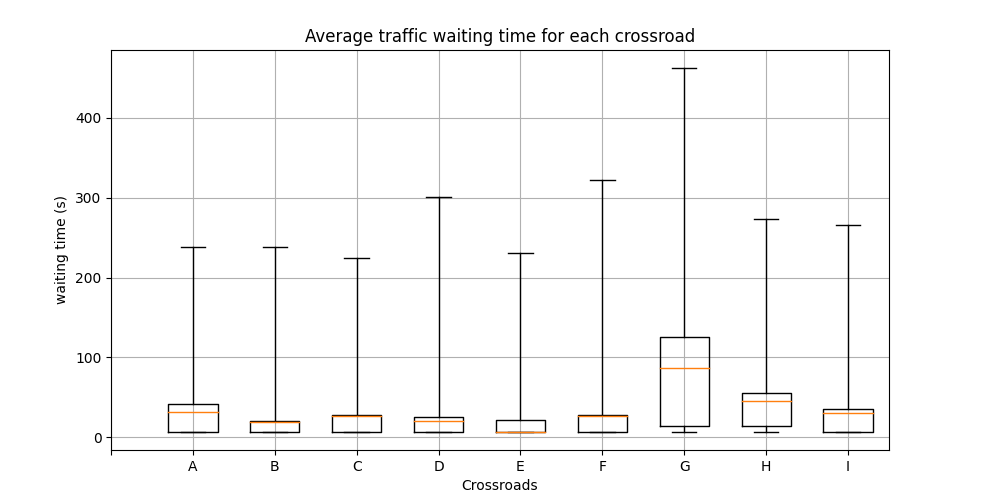 Average traffic waiting time for each crossroad
waiting time (s)
400
300
200
100
0
A B C D E F G H I
Crossroads